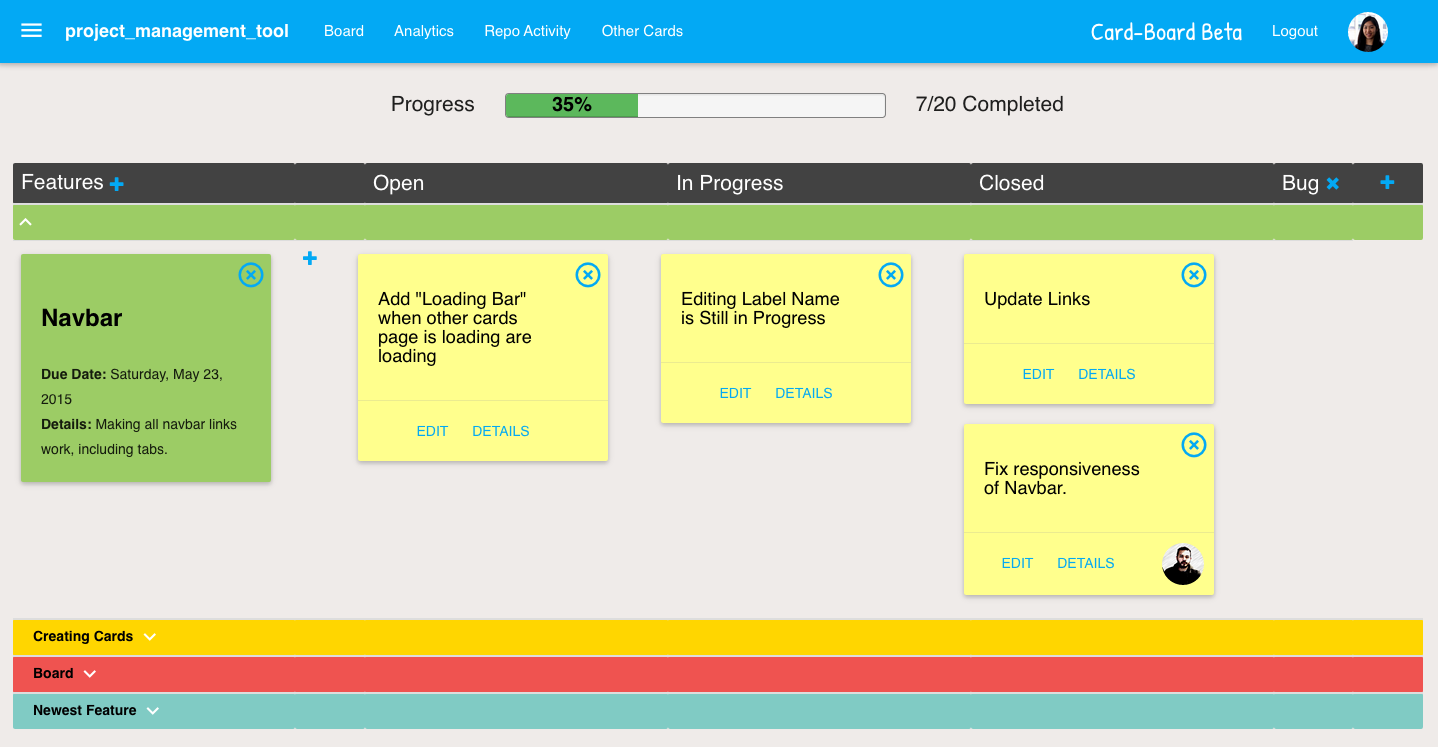 project_management_tool Board Analytics Repo Activity Other Cards Card-Board Beta Logout
Progress 35% 7/20 Completed
Features Open In Progress Closed Bug
Navbar
Due Date: Saturday, May 23,
2015
Details: Making all navbar links
work, including tabs.
Add "Loading Bar"
when other cards
page is loading are
loading
EDIT DETAILS
Editing Label Name
is Still in Progress
EDIT DETAILS
Update Links
EDIT DETAILS
Fix responsiveness
of Navbar.
EDIT DETAILS
Creating Cards
Board
Newest Feature